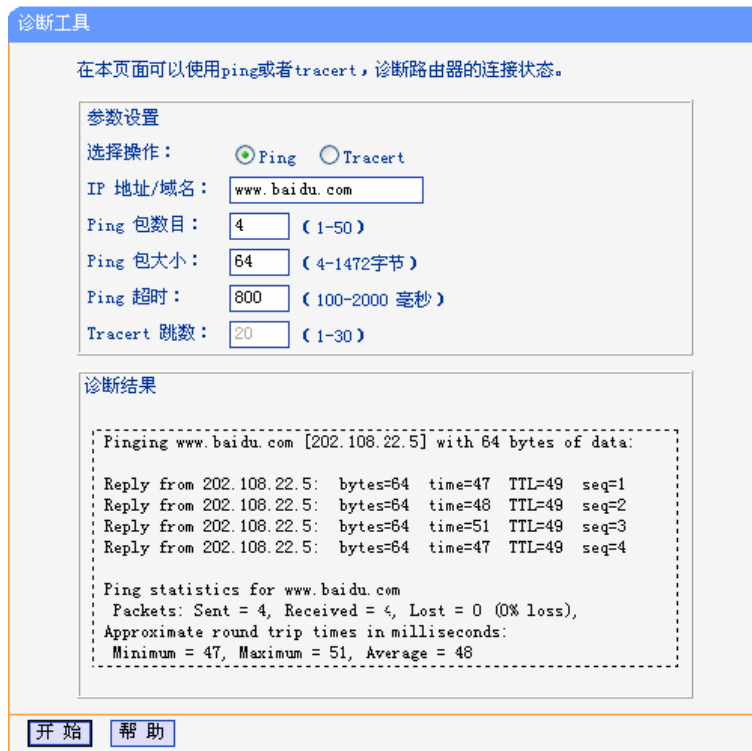 诊断工具
在本页面可以使用ping或者tracert，诊断路由器的连接状态。
参数设置
选择操作： Ping Tracert
IP 地址/域名： www.baidu.com
Ping 包数目： 4 （1-50）
Ping 包大小： 64 （4-1472字节）
Ping 超时： 800 （100-2000 毫秒）
Tracert 跳数： 20 （1-30）
诊断结果
Pinging www.baidu.com [202.108.22.5] with 64 bytes of data:
Reply from 202.108.22.5: bytes=64 time=47 TTL=49 seq=1
Reply from 202.108.22.5: bytes=64 time=48 TTL=49 seq=2
Reply from 202.108.22.5: bytes=64 time=51 TTL=49 seq=3
Reply from 202.108.22.5: bytes=64 time=47 TTL=49 seq=4
Ping statistics for www.baidu.com
Packets: Sent = 4, Received = 4, Lost = 0 (0% loss),
Approximate round trip times in milliseconds:
Minimum = 47, Maximum = 51, Average = 48
开 始 帮 助